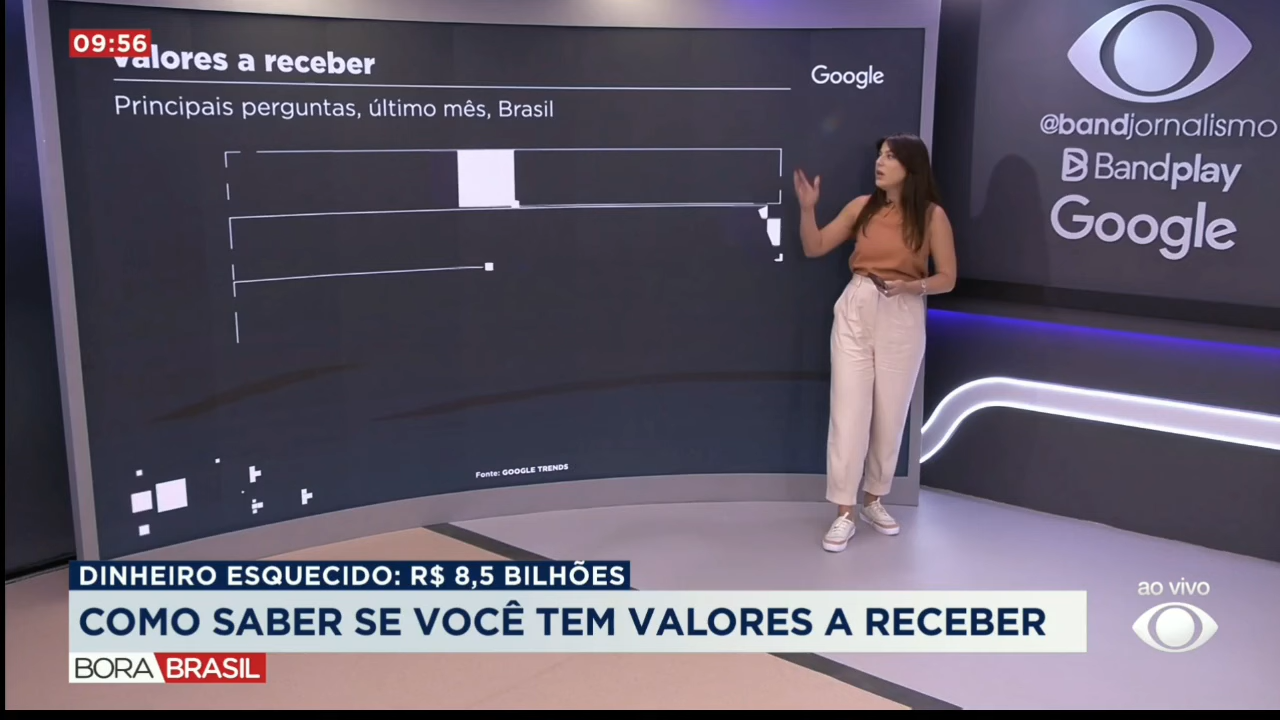 09:56
Valores a receber
Google
Principais perguntas, último mês, Brasil
@bandjornalismo
Bandplay
Google
Fonte: GOOGLE TRENDS
DINHEIRO ESQUECIDO: R$ 8,5 BILHÕES
COMO SABER SE VOCÊ TEM VALORES A RECEBER
ao vivo
BORA BRASIL